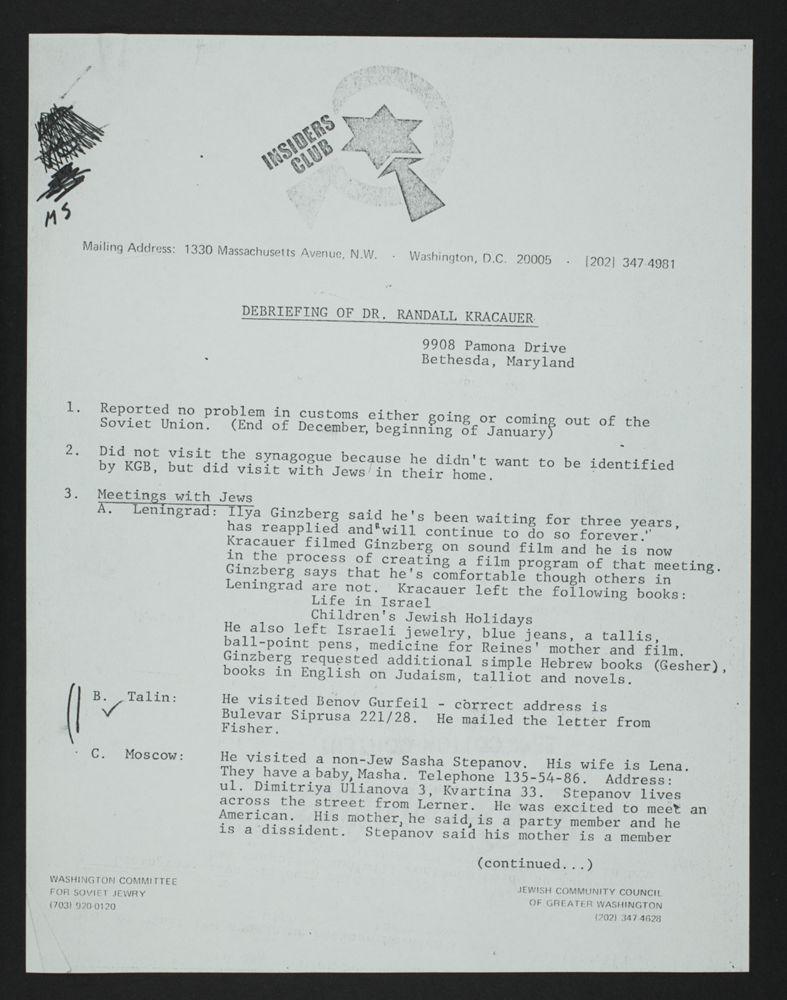 INSIDERS
CLUB
MS
Mailing Address: 1330 Massachusetts Avenue, N.W. · Washington, D.C. 20005 · [202] 347-4981
DEBRIEFING OF DR. RANDALL KRACAUER
9908 Pamona Drive
Bethesda, Maryland
1. Reported no problem in customs either going or coming out of the
Soviet Union. (End of December, beginning of January)
2. Did not visit the synagogue because he didn't want to be identified
by KGB, but did visit with Jews in their home.
3. Meetings with Jews
A. Leningrad: Ilya Ginzberg said he's been waiting for three years,
has reapplied and "will continue to do so forever."
Kracauer filmed Ginzberg on sound film and he is now
in the process of creating a film program of that meeting.
Ginzberg says that he's comfortable though others in
Leningrad are not. Kracauer left the following books:
Life in Israel
Children's Jewish Holidays
He also left Israeli jewelry, blue jeans, a tallis,
ball-point pens, medicine for Reines' mother and film.
Ginzberg requested additional simple Hebrew books (Gesher),
books in English on Judaism, talliot and novels.
B. Talin: He visited Benov Gurfeil - correct address is
Bulevar Siprusa 221/28. He mailed the letter from
Fisher.
C. Moscow: He visited a non-Jew Sasha Stepanov. His wife is Lena.
They have a baby, Masha. Telephone 135-54-86. Address:
ul. Dimitriya Ulianova 3, Kvartina 33. Stepanov lives
across the street from Lerner. He was excited to meet an
American. His mother, he said, is a party member and he
is a dissident. Stepanov said his mother is a member
(continued...)
WASHINGTON COMMITTEE
FOR SOVIET JEWRY
(703) 920-0120
JEWISH COMMUNITY COUNCIL
OF GREATER WASHINGTON
(202) 347-4628